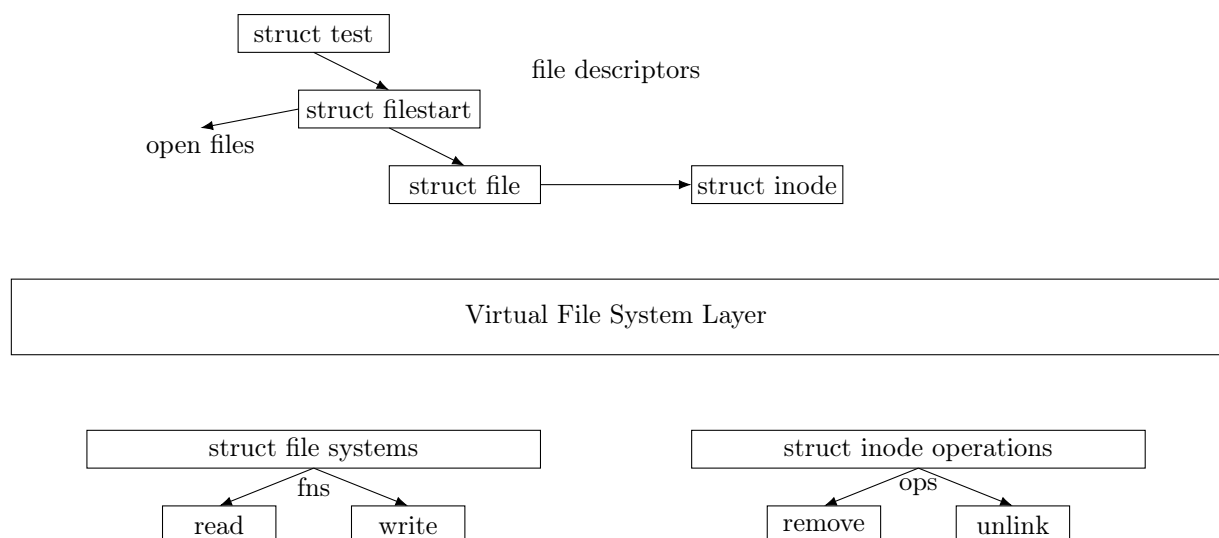 struct test
file descriptors
struct filestart
open files
struct file
struct inode
Virtual File System Layer
struct file systems
struct inode operations
fns
ops
read
write
remove
unlink